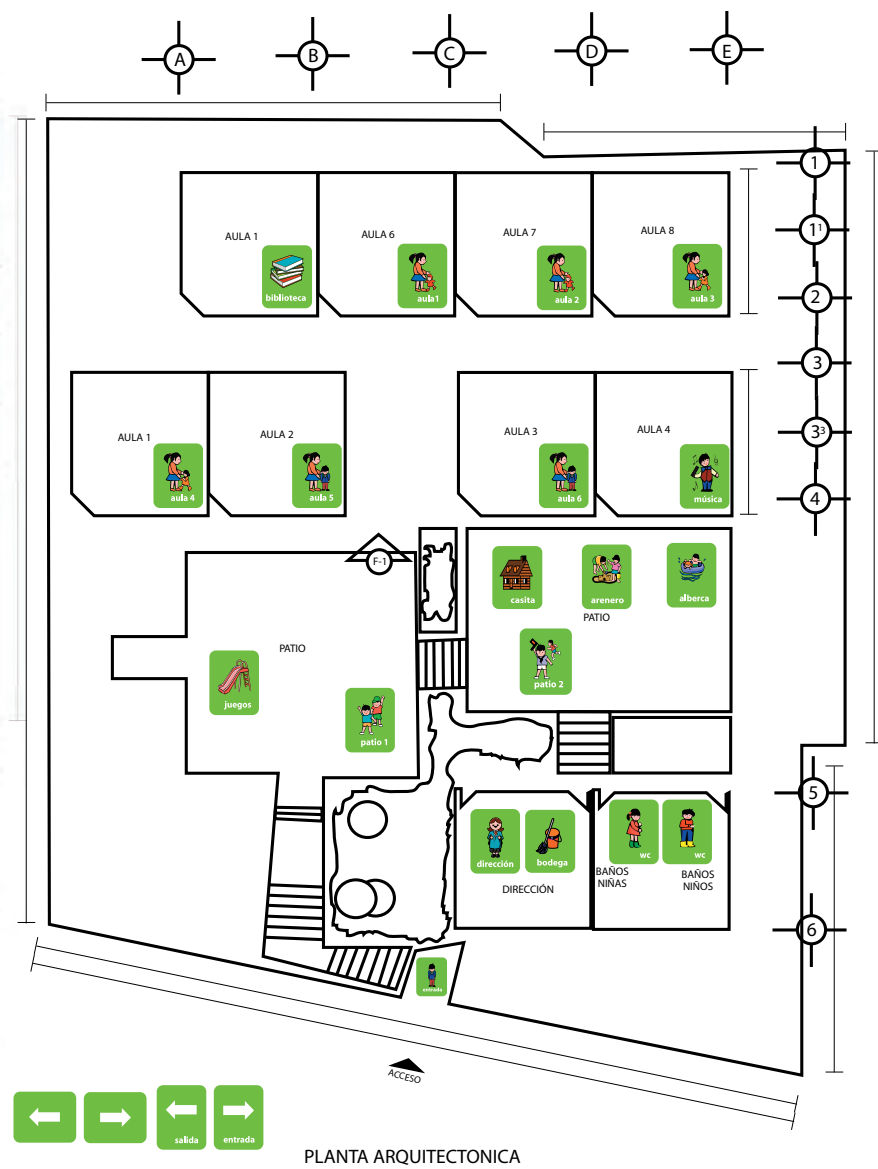 A
B
C
D
E
1
1¹
2
3
3³
4
5
6
AULA 1
biblioteca
AULA 6
aula1
AULA 7
aula 2
AULA 8
aula 3
AULA 1
aula 4
AULA 2
aula 5
AULA 3
aula 6
AULA 4
música
F-1
PATIO
juegos
patio 1
casita
arenero
alberca
PATIO
patio 2
dirección
bodega
DIRECCIÓN
wc
wc
BAÑOS
NIÑAS
BAÑOS
NIÑOS
entrada
ACCESO
salida
entrada
PLANTA ARQUITECTONICA